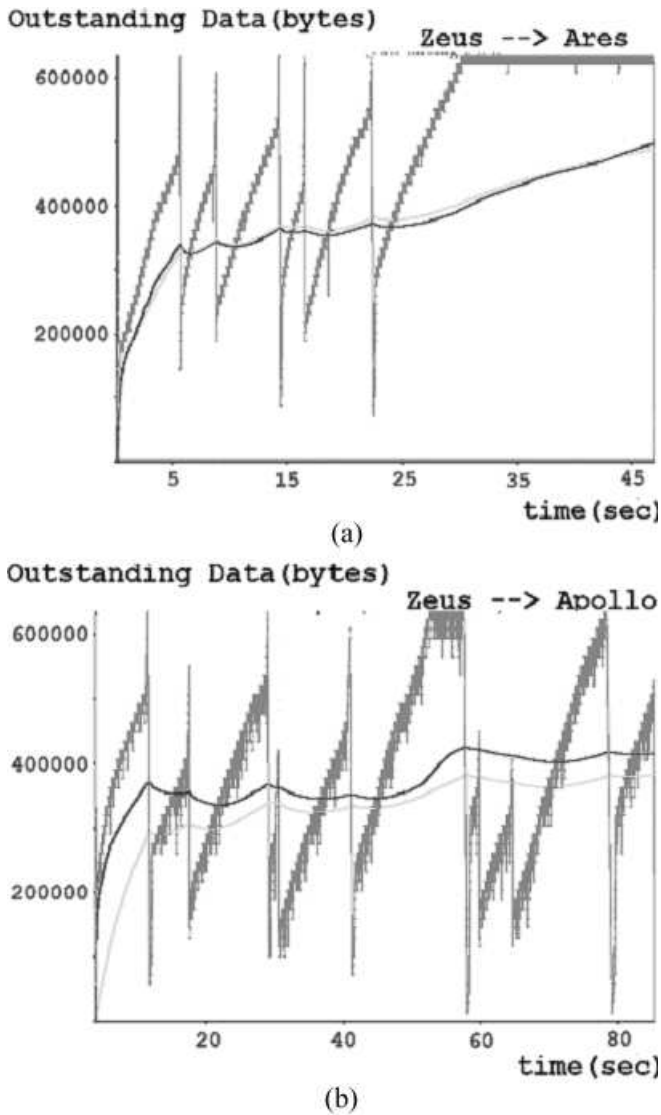 Outstanding Data(bytes)
Zeus --> Ares
600000
400000
200000
5 15 25 35 45
time(sec)
(a)
Outstanding Data(bytes)
Zeus --> Apollo
600000
400000
200000
20 40 60 80
time(sec)
(b)